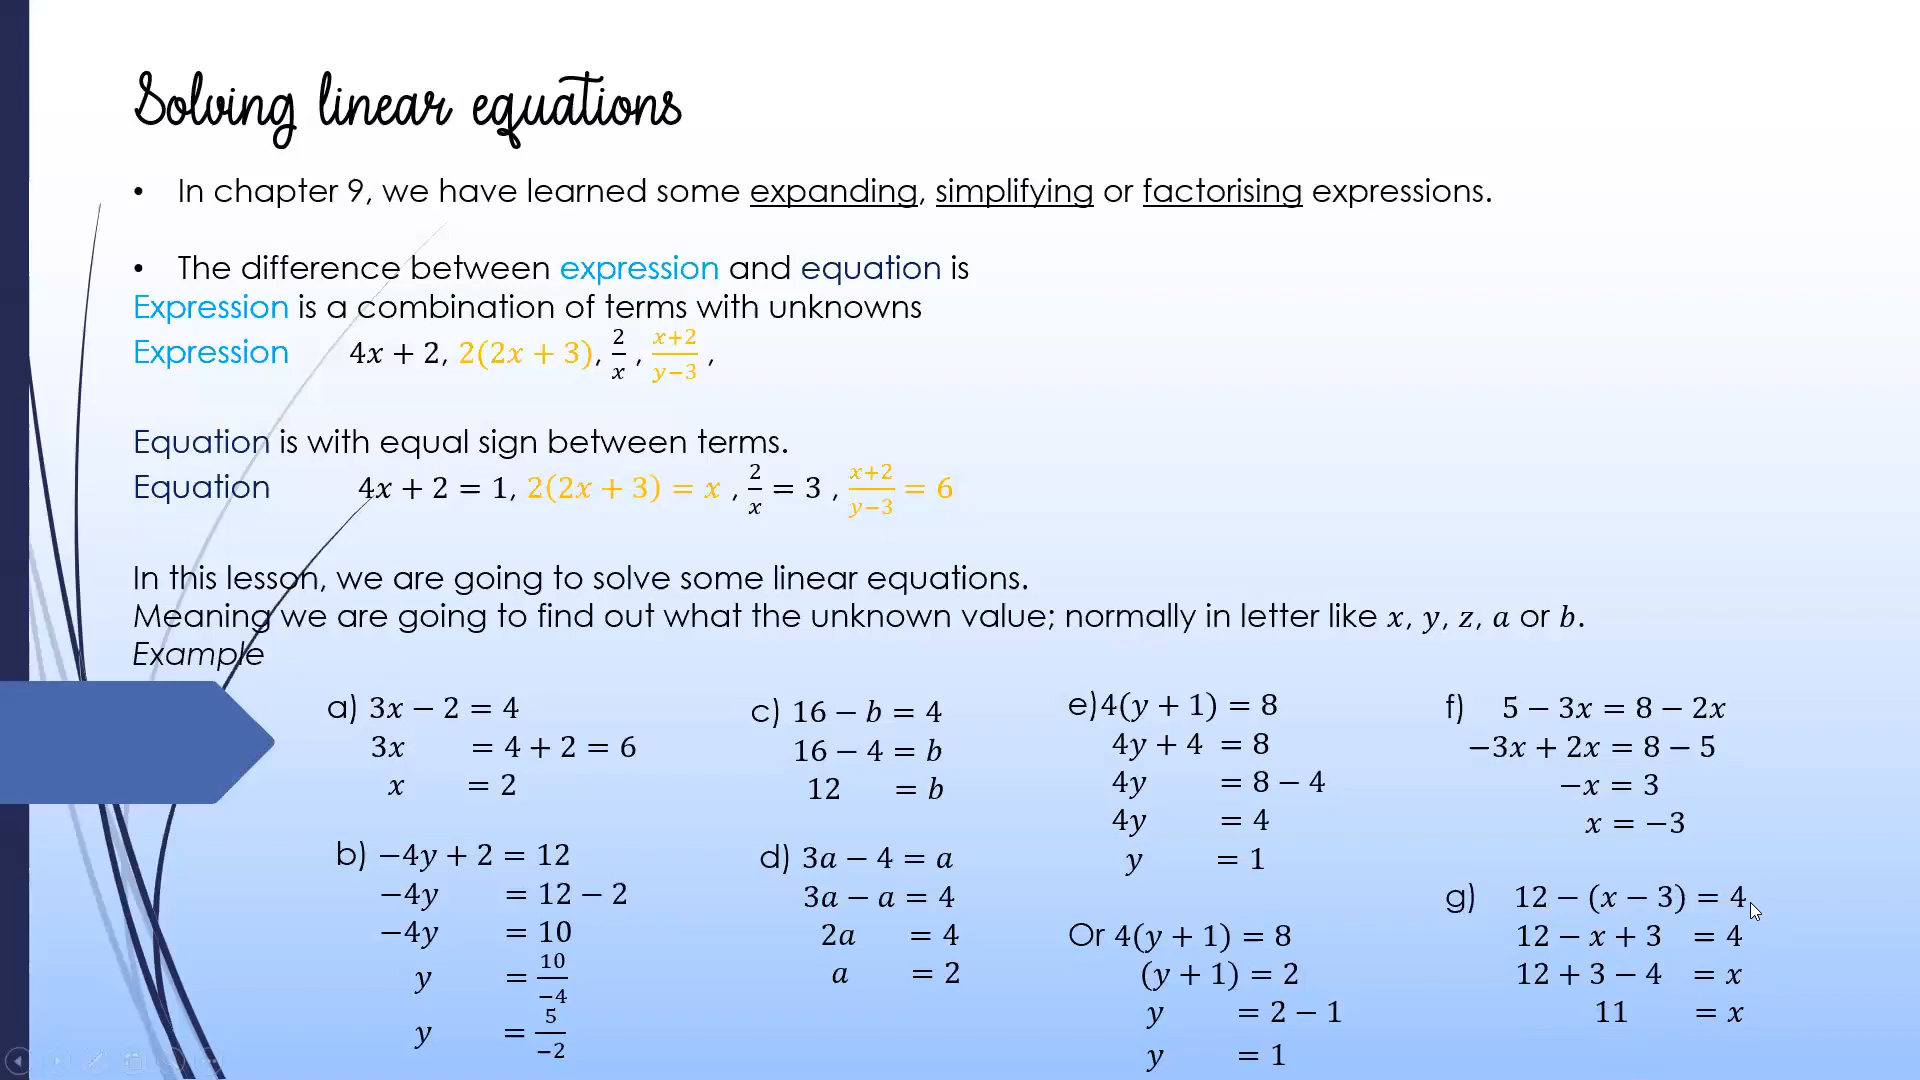 Solving linear equations
• In chapter 9, we have learned some expanding, simplifying or factorising expressions.
• The difference between expression and equation is
Expression is a combination of terms with unknowns
Expression 4x + 2, 2(2x + 3), 2/x , x+2/y−3 ,
Equation is with equal sign between terms.
Equation 4x + 2 = 1, 2(2x + 3) = x , 2/x = 3 , x+2/y−3 = 6
In this lesson, we are going to solve some linear equations.
Meaning we are going to find out what the unknown value; normally in letter like x, y, z, a or b.
Example
a) 3x − 2 = 4
3x = 4 + 2 = 6
x = 2
b) −4y + 2 = 12
−4y = 12 − 2
−4y = 10
y = 10/−4
y = 5/−2
c) 16 − b = 4
16 − 4 = b
12 = b
d) 3a − 4 = a
3a − a = 4
2a = 4
a = 2
e)4(y + 1) = 8
4y + 4 = 8
4y = 8 − 4
4y = 4
y = 1
Or 4(y + 1) = 8
(y + 1) = 2
y = 2 − 1
y = 1
f) 5 − 3x = 8 − 2x
−3x + 2x = 8 − 5
−x = 3
x = −3
g) 12 − (x − 3) = 4
12 − x + 3 = 4
12 + 3 − 4 = x
11 = x